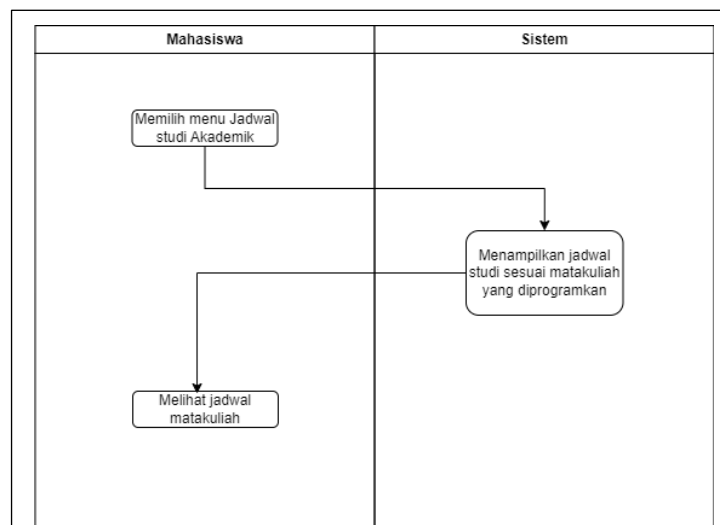 Mahasiswa
Sistem
Memilih menu Jadwal
studi Akademik
Menampilkan jadwal
studi sesuai matakuliah
yang diprogramkan
Melihat jadwal
matakuliah